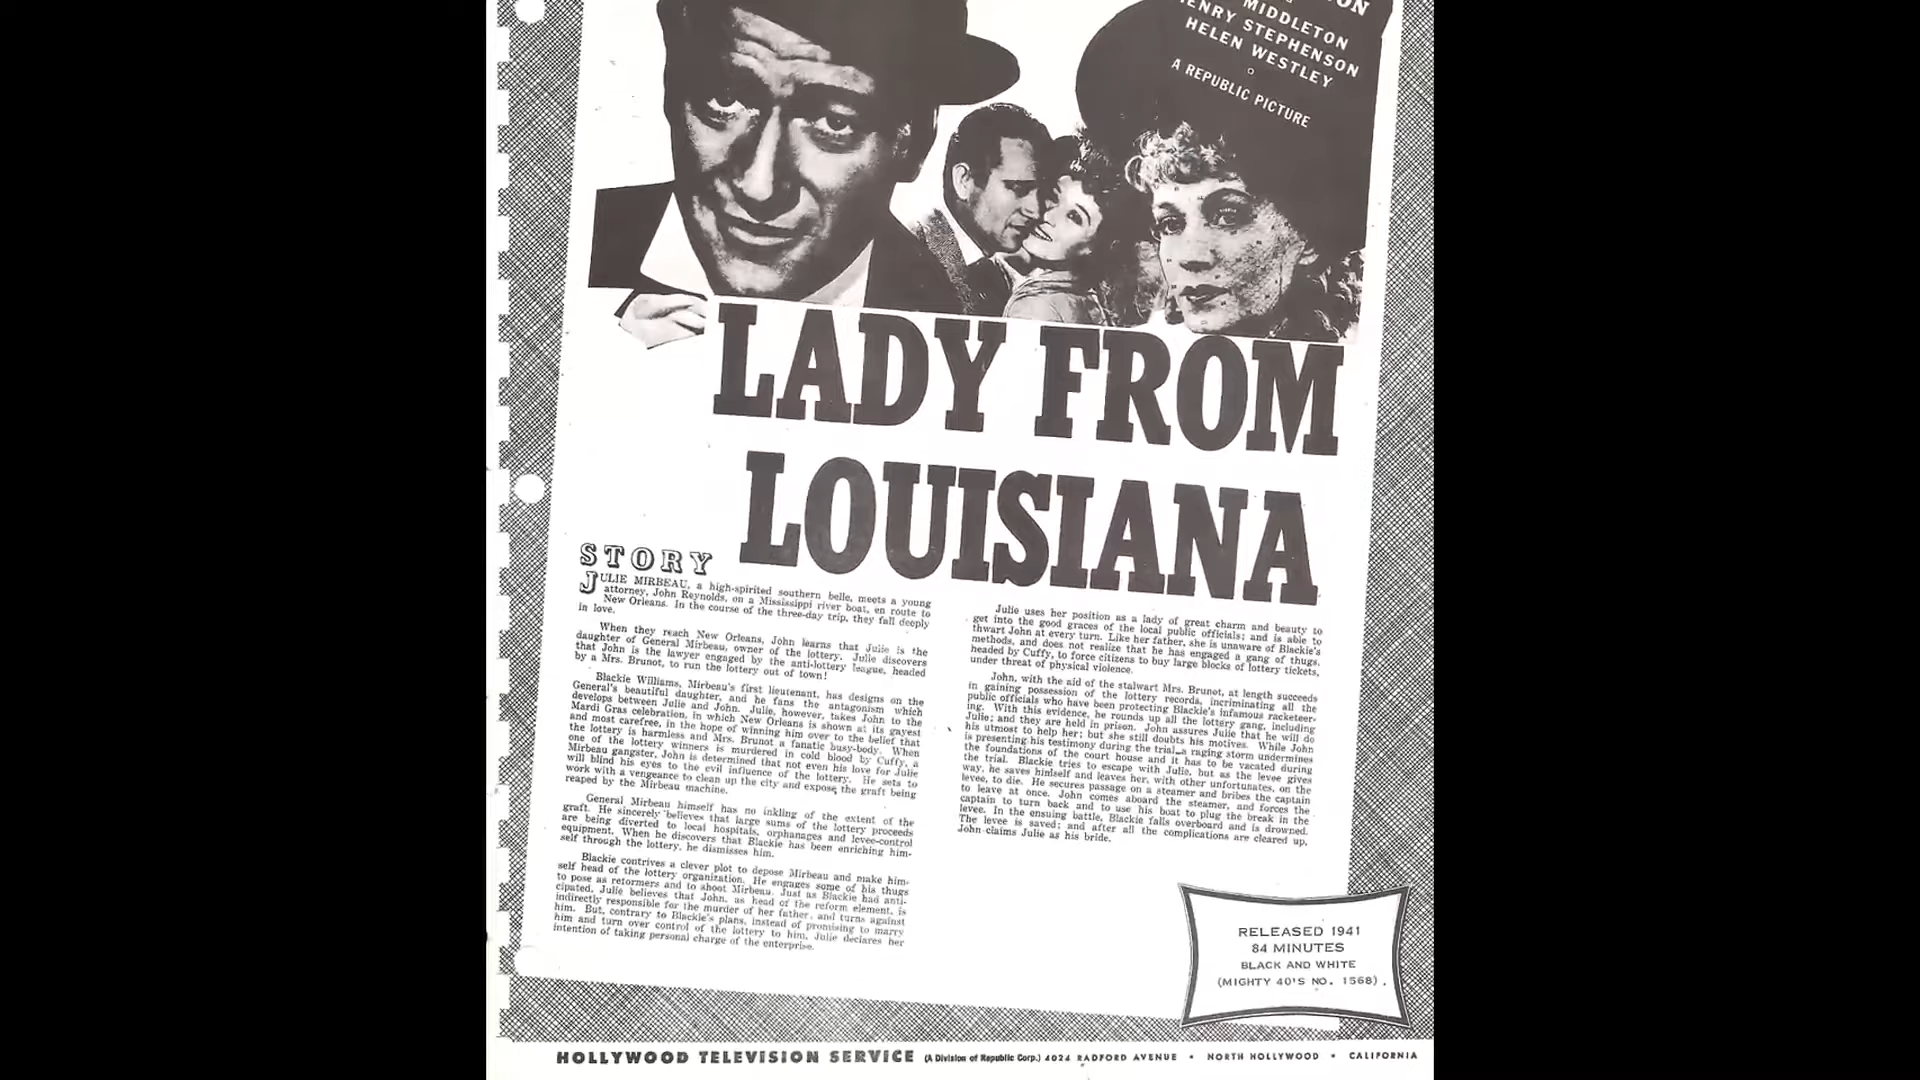 ON
MIDDLETON
HENRY STEPHENSON
HELEN WESTLEY
A REPUBLIC PICTURE
LADY FROM
LOUISIANA
STORY
JULIE MIRBEAU, a high-spirited southern belle, meets a young
attorney, John Reynolds, on a Mississippi river boat, en route to
New Orleans. In the course of the three-day trip, they fall deeply
in love.
When they reach New Orleans, John learns that Julie is the
daughter of General Mirbeau, owner of the lottery. Julie discovers
that John is the lawyer engaged by the anti-lottery league, headed
by a Mrs. Brunot, to run the lottery out of town!
Blackie Williams, Mirbeau's first lieutenant, has designs on the
General's beautiful daughter, and he fans the antagonism which
develops between Julie and John. Julie, however, takes John to the
Mardi Gras celebration, in which New Orleans is shown at its gayest
and most carefree, in the hope of winning him over to the belief that
the lottery is harmless and Mrs. Brunot a fanatic busy-body. When
one of the lottery winners is murdered in cold blood by Cuffy, a
Mirbeau gangster, John is determined that not even his love for Julie
will blind his eyes to the evil influence of the lottery. He sets to
work with a vengeance to clean up the city and expose the graft being
reaped by the Mirbeau machine.
General Mirbeau himself has no inkling of the extent of the
graft. He sincerely believes that large sums of the lottery proceeds
are being diverted to local hospitals, orphanages and levee-control
equipment. When he discovers that Blackie has been enriching him-
self through the lottery, he dismisses him.
Blackie contrives a clever plot to depose Mirbeau and make him-
self head of the lottery organization. He engages some of his thugs
to pose as reformers and to shoot Mirbeau. Just as Blackie had anti-
cipated, Julie believes that John, as head of the reform element, is
indirectly responsible for the murder of her father, and turns against
him. But, contrary to Blackie's plans, instead of promising to marry
him and turn over control of the lottery to him, Julie declares her
intention of taking personal charge of the enterprise.
Julie uses her position as a lady of great charm and beauty to
get into the good graces of the local public officials; and is able to
thwart John at every turn. Like her father, she is unaware of Blackie's
methods, and does not realize that he has engaged a gang of thugs,
headed by Cuffy, to force citizens to buy large blocks of lottery tickets,
under threat of physical violence.
John, with the aid of the stalwart Mrs. Brunot, at length succeeds
in gaining possession of the lottery records, incriminating all the
public officials who have been protecting Blackie's infamous racketeer-
ing. With this evidence, he rounds up all the lottery gang, including
Julie; and they are held in prison. John assures Julie that he will do
his utmost to help her; but she still doubts his motives. While John
is presenting his testimony during the trial, a raging storm undermines
the foundations of the court house and it has to be vacated during
the trial. Blackie tries to escape with Julie, but as the levee gives
way, he saves himself and leaves her, with other unfortunates, on the
levee, to die. He secures passage on a steamer and bribes the captain
to leave at once. John comes aboard the steamer, and forces the
captain to turn back and to use his boat to plug the break in the
levee. In the ensuing battle, Blackie falls overboard and is drowned.
The levee is saved; and after all the complications are cleared up,
John claims Julie as his bride.
RELEASED 1941
84 MINUTES
BLACK AND WHITE
(MIGHTY 40'S NO. 1568)
HOLLYWOOD TELEVISION SERVICE (A Division of Republic Corp.) 4024 RADFORD AVENUE • NORTH HOLLYWOOD • CALIFORNIA